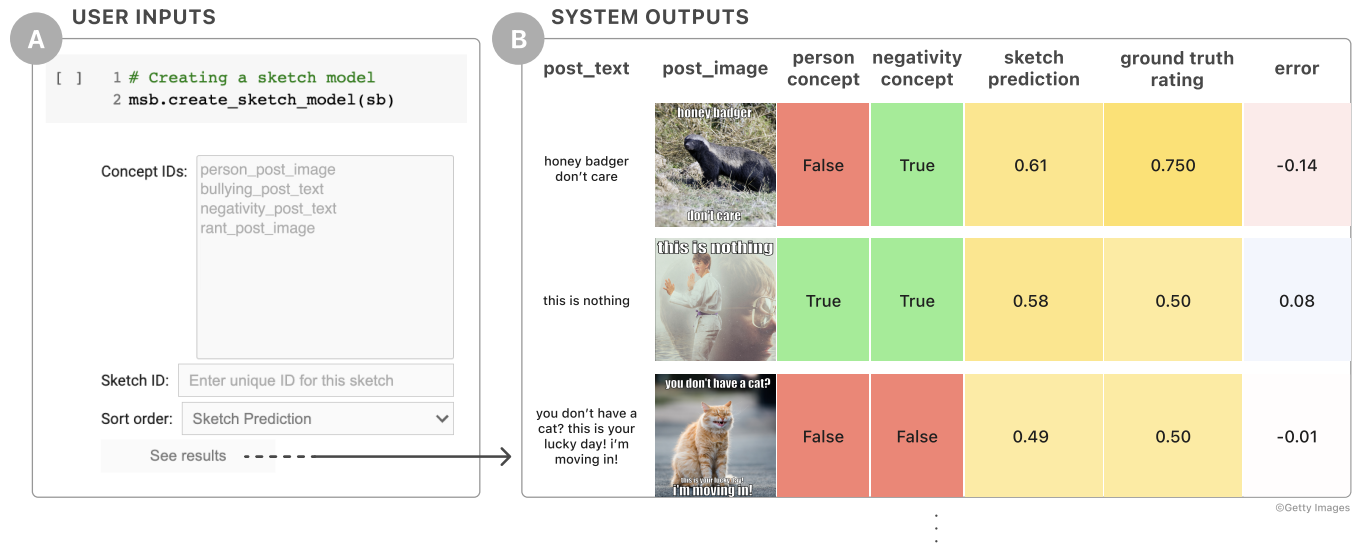 A
USER INPUTS
[ ]
1 # Creating a sketch model
2 msb.create_sketch_model(sb)
Concept IDs:
person_post_image
bullying_post_text
negativity_post_text
rant_post_image
Sketch ID: Enter unique ID for this sketch
Sort order: Sketch Prediction
See results
B
SYSTEM OUTPUTS
post_text
post_image
person
concept
negativity
concept
sketch
prediction
ground truth
rating
error
honey badger
don’t care
honey badger
don't care
False
True
0.61
0.750
-0.14
this is nothing
this is nothing
True
True
0.58
0.50
0.08
you don’t have a
cat? this is your
lucky day! i’m
moving in!
you don't have a cat?
this is your lucky day!
i'm moving in!
False
False
0.49
0.50
-0.01
©Getty Images